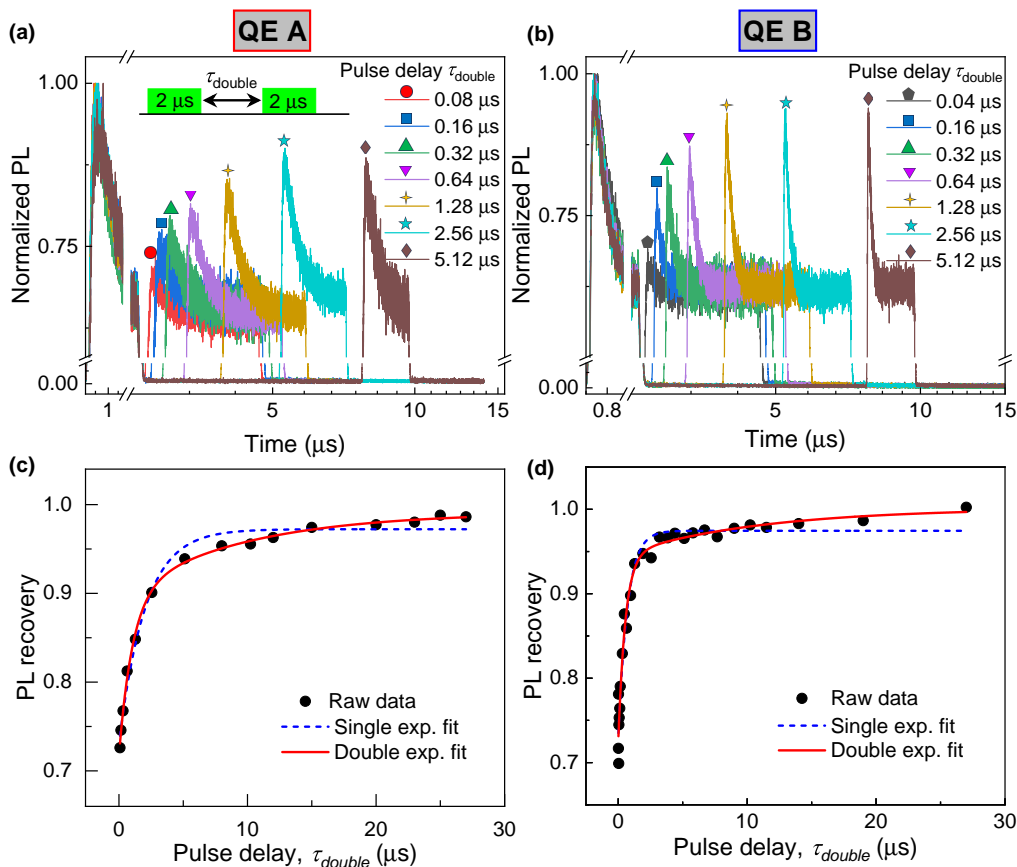 (a)
QE A
τdouble
2 μs
2 μs
Pulse delay τdouble
0.08 μs
0.16 μs
0.32 μs
0.64 μs
1.28 μs
2.56 μs
5.12 μs
Normalized PL
1.00
0.75
0.00
1
5
10
15
Time (μs)
(b)
QE B
Pulse delay τdouble
0.04 μs
0.16 μs
0.32 μs
0.64 μs
1.28 μs
2.56 μs
5.12 μs
Normalized PL
1.00
0.75
0.00
0.8
5
10
15
Time (μs)
(c)
PL recovery
1.0
0.9
0.8
0.7
Raw data
Single exp. fit
Double exp. fit
0
10
20
30
Pulse delay, τdouble (μs)
(d)
PL recovery
1.0
0.9
0.8
0.7
Raw data
Single exp. fit
Double exp. fit
0
10
20
30
Pulse delay, τdouble (μs)